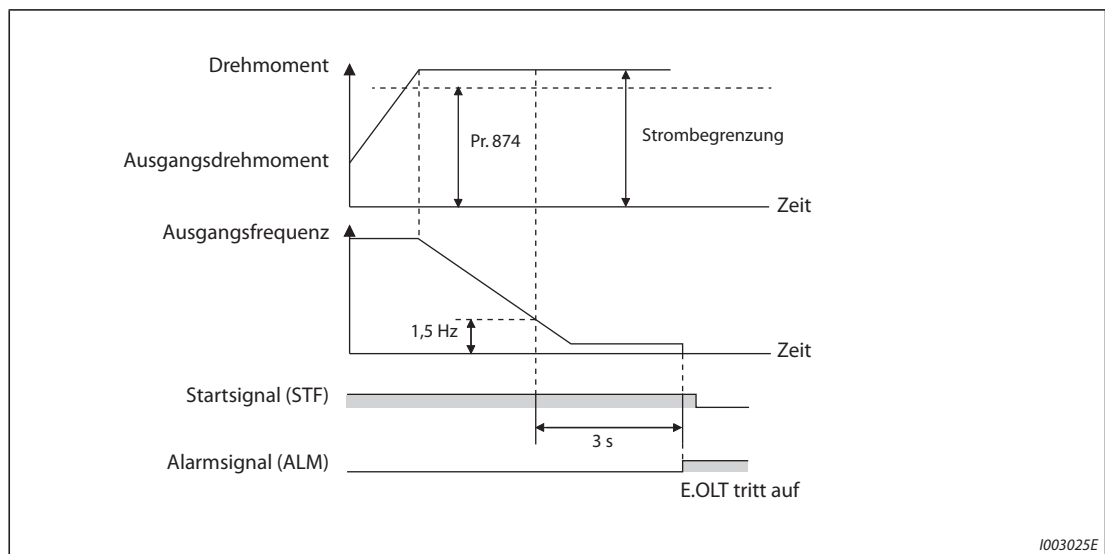 Drehmoment
Pr. 874
Strombegrenzung
Ausgangsdrehmoment
Zeit
Ausgangsfrequenz
1,5 Hz
Zeit
Startsignal (STF)
3 s
Alarmsignal (ALM)
E.OLT tritt auf
I003025E